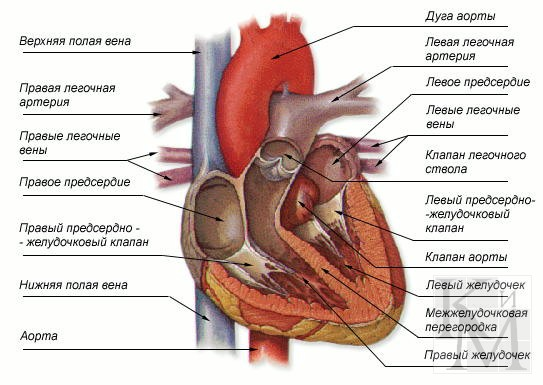 Верхняя полая вена
Правая легочная
артерия
Правые легочные
вены
Правое предсердие
Правый предсердно -
- желудочковый клапан
Нижняя полая вена
Аорта
Дуга аорты
Левая легочная
артерия
Левое предсердие
Левые легочные
вены
Клапан легочного
ствола
Левый предсердно-
-желудочковый
клапан
Клапан аорты
Левый желудочек
Межжелудочковая
перегородка
Правый желудочек
К и М